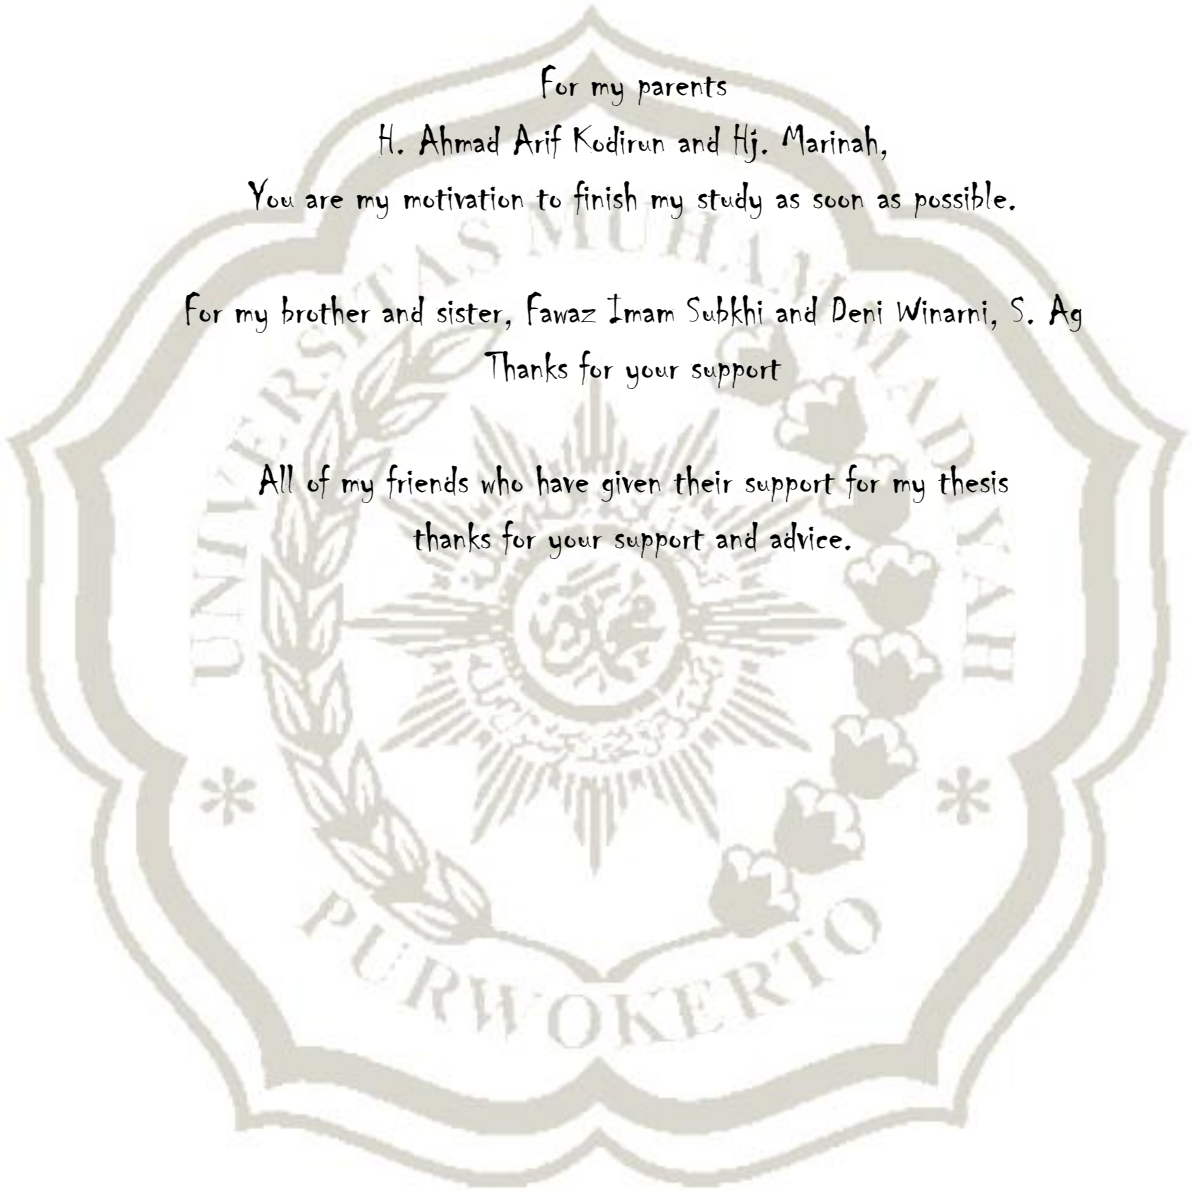 For my parents
H. Ahmad Arif Kodirun and Hj. Marinah,
You are my motivation to finish my study as soon as possible.
For my brother and sister, Fawaz Imam Subkhi and Deni Winarni, S. Ag
Thanks for your support
All of my friends who have given their support for my thesis
thanks for your support and advice.
UNIVERSITAS MUHAMMADIYAH
PURWOKERTO